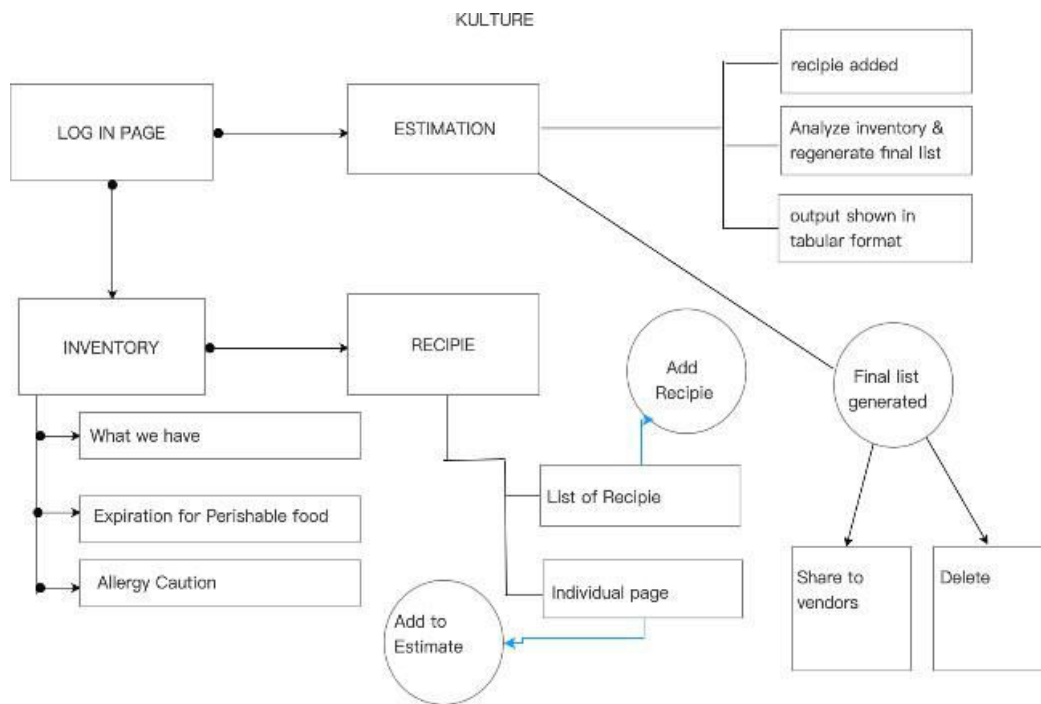 KULTURE
LOG IN PAGE
ESTIMATION
recipie added
Analyze inventory &
regenerate final list
output shown in
tabular format
INVENTORY
RECIPIE
Add
Recipie
Final list
generated
What we have
Expiration for Perishable food
Allergy Caution
List of Recipie
Individual page
Add to
Estimate
Share to
vendors
Delete